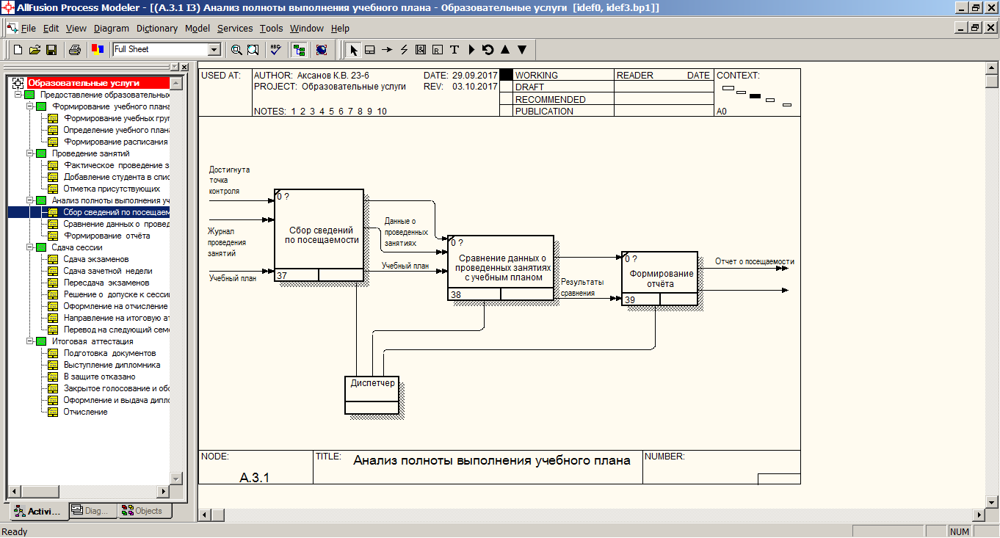 AllFusion Process Modeler - [(A.3.1 I3) Анализ полноты выполнения учебного плана - Образовательные услуги [idef0, idef3.bp1]]
File Edit View Diagram Dictionary Model Services Tools Window Help
Full Sheet
ABC
R
T
Образовательные услуги
Предоставление образовательных
Формирование учебного плана
Формирование учебных груп
Определение учебного плана
Формирование расписания
Проведение занятий
Фактическое проведение з
Добавление студента в спис
Отметка присутствующих
Анализ полноты выполнения уч
Сбор сведений по посещаем
Сравнение данных о провед
Формирование отчёта
Сдача сессии
Сдача экзаменов
Сдача зачетной недели
Пересдача экзаменов
Решение о допуске к сессии
Оформление на отчисление
Направление на итоговую ат
Перевод на следующий сем
Итоговая аттестация
Подготовка документов
Выступление дипломника
В защите отказано
Закрытое голосование и обс
Оформление и выдача дипло
Отчисление
Activi...
Diag...
Objects
USED AT:
AUTHOR: Аксанов К.В. 23-6
DATE: 29.09.2017
PROJECT: Образовательные услуги
REV: 03.10.2017
NOTES: 1 2 3 4 5 6 7 8 9 10
WORKING
DRAFT
RECOMMENDED
PUBLICATION
READER DATE
CONTEXT:
A0
Достигнута
точка
контроля
Журнал
проведения
занятий
Учебный план
0 ?
Сбор сведений
по посещаемости
37
Данные о
проведенных
занятиях
Учебный план
0 ?
Сравнение данных о
проведенных занятиях
с учебным планом
38
Результаты
сравнения
0 ?
Формирование
отчёта
39
Отчет о посещаемости
Диспетчер
NODE:
A.3.1
TITLE:
Анализ полноты выполнения учебного плана
NUMBER:
Ready
NUM